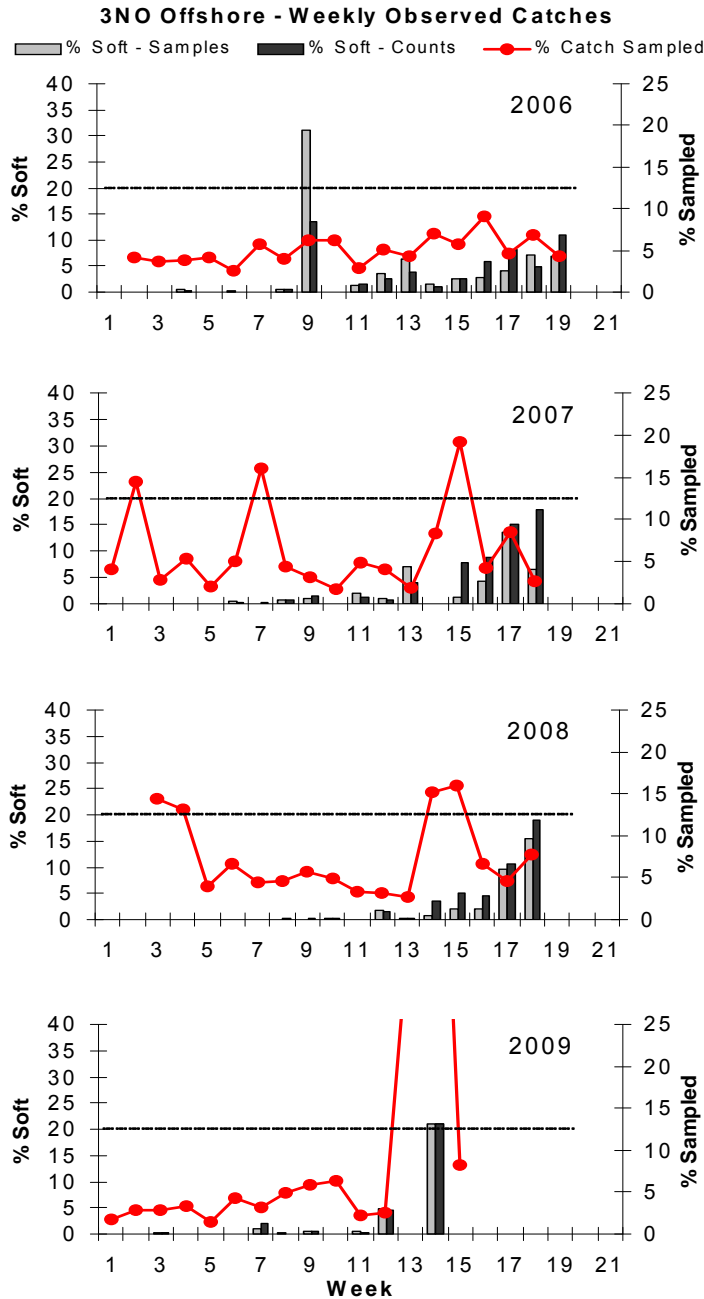 3NO Offshore - Weekly Observed Catches
% Soft - Samples % Soft - Counts % Catch Sampled
40 35 30 25 20 15 10 5 0
% Soft
2006
25 20 15 10 5 0
% Sampled
1 3 5 7 9 11 13 15 17 19 21
40 35 30 25 20 15 10 5 0
% Soft
2007
25 20 15 10 5 0
% Sampled
1 3 5 7 9 11 13 15 17 19 21
40 35 30 25 20 15 10 5 0
% Soft
2008
25 20 15 10 5 0
% Sampled
1 3 5 7 9 11 13 15 17 19 21
40 35 30 25 20 15 10 5 0
% Soft
2009
25 20 15 10 5 0
% Sampled
1 3 5 7 9 11 13 15 17 19 21
Week